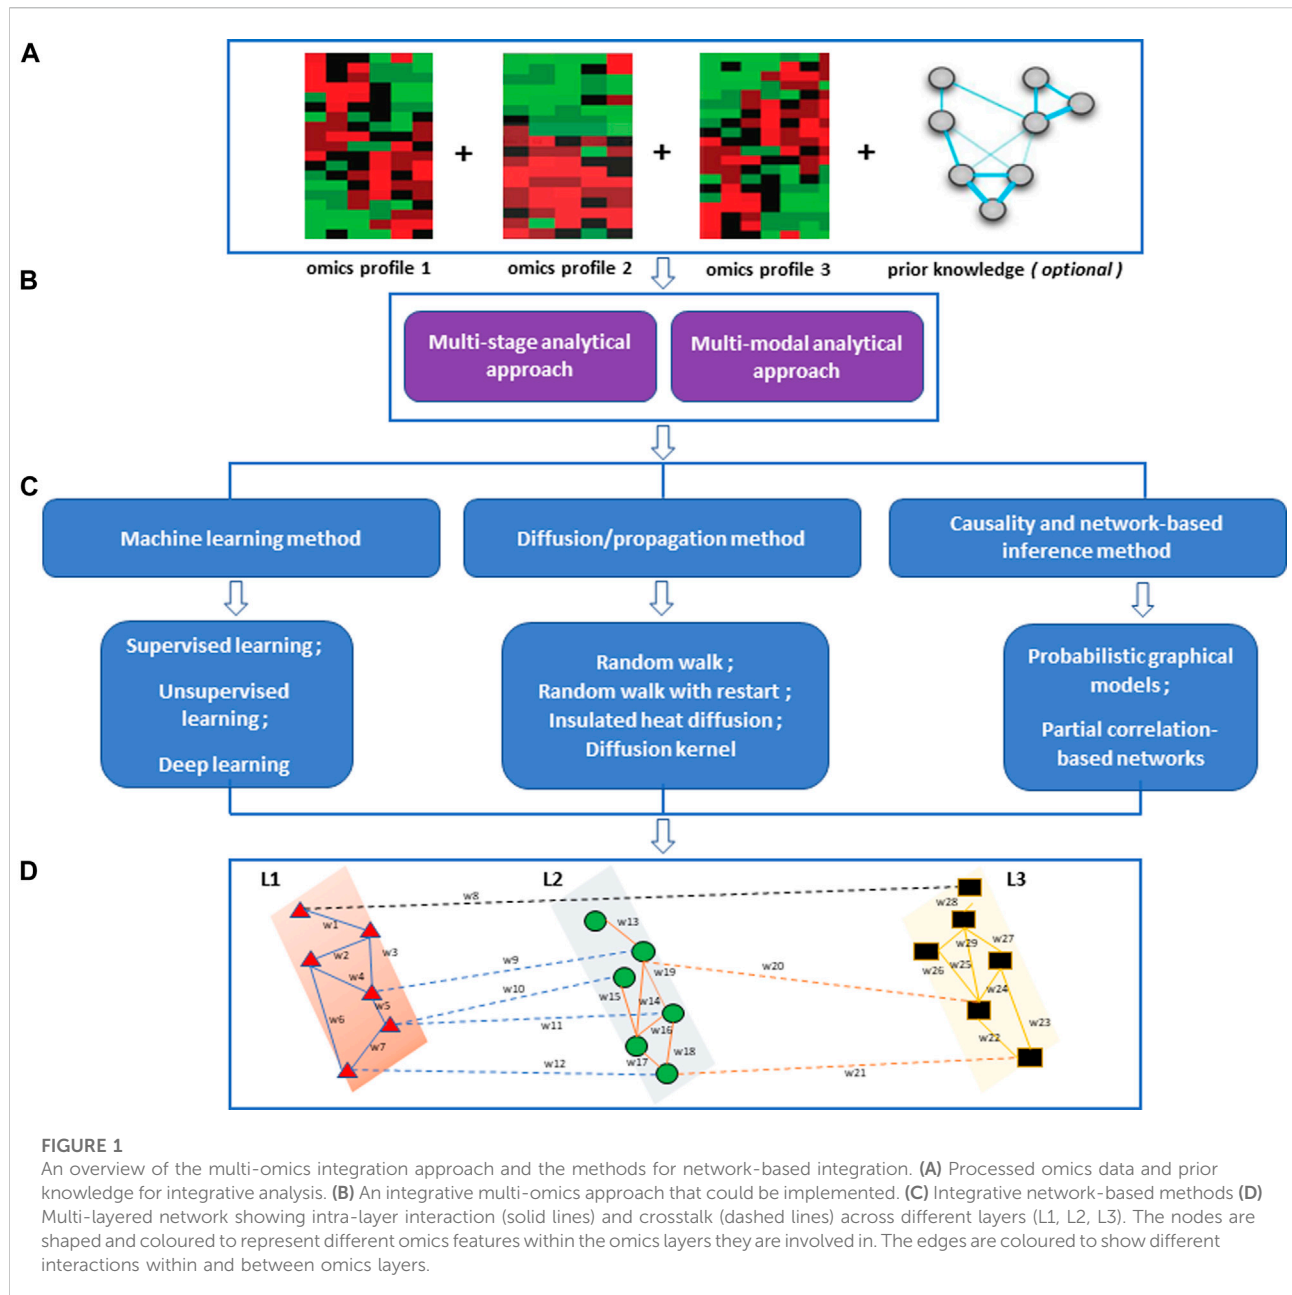 A
+
+
+
omics profile 1
omics profile 2
omics profile 3
prior knowledge ( optional )
B
Multi-stage analytical
approach
Multi-modal analytical
approach
C
Machine learning method
Diffusion/propagation method
Causality and network-based
inference method
Supervised learning ;
Unsupervised
learning ;
Deep learning
Random walk ;
Random walk with restart ;
Insulated heat diffusion ;
Diffusion kernel
Probabilistic graphical
models ;
Partial correlation-
based networks
D
L1
L2
L3
w8
w1
w2
w3
w4
w5
w6
w7
w9
w10
w11
w12
w13
w19
w15
w14
w16
w17
w18
w20
w21
w28
w29
w27
w26
w25
w24
w23
w22
FIGURE 1
An overview of the multi-omics integration approach and the methods for network-based integration. (A) Processed omics data and prior
knowledge for integrative analysis. (B) An integrative multi-omics approach that could be implemented. (C) Integrative network-based methods (D)
Multi-layered network showing intra-layer interaction (solid lines) and crosstalk (dashed lines) across different layers (L1, L2, L3). The nodes are
shaped and coloured to represent different omics features within the omics layers they are involved in. The edges are coloured to show different
interactions within and between omics layers.